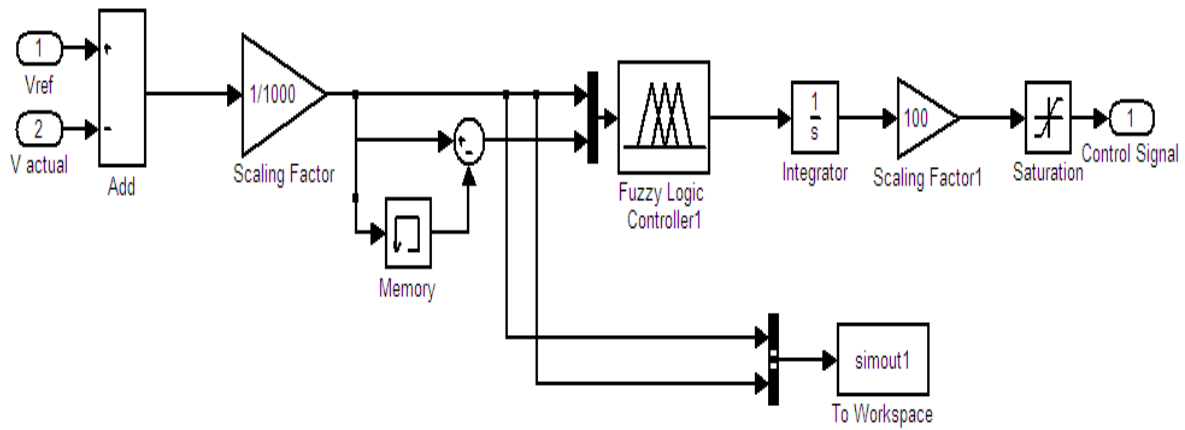 1
Vref
2
V actual
+
-
Add
1/1000
Scaling Factor
+
-
Memory
Fuzzy Logic
Controller1
1
s
Integrator
100
Scaling Factor1
Saturation
1
Control Signal
simout1
To Workspace